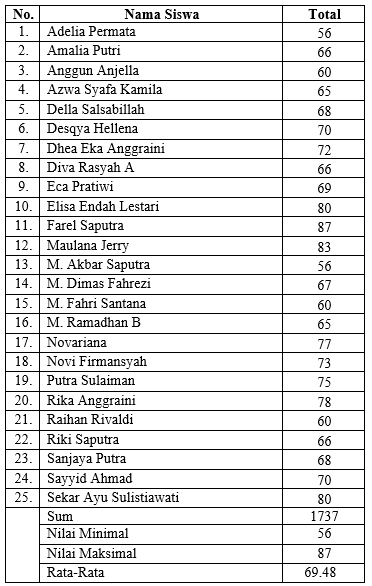 No. Nama Siswa Total
1. Adelia Permata 56
2. Amalia Putri 66
3. Anggun Anjella 60
4. Azwa Syafa Kamila 65
5. Della Salsabillah 68
6. Desqya Hellena 70
7. Dhea Eka Anggraini 72
8. Diva Rasyah A 66
9. Eca Pratiwi 69
10. Elisa Endah Lestari 80
11. Farel Saputra 87
12. Maulana Jerry 83
13. M. Akbar Saputra 56
14. M. Dimas Fahrezi 67
15. M. Fahri Santana 60
16. M. Ramadhan B 65
17. Novariana 77
18. Novi Firmansyah 73
19. Putra Sulaiman 75
20. Rika Anggraini 78
21. Raihan Rivaldi 60
22. Riki Saputra 66
23. Sanjaya Putra 68
24. Sayyid Ahmad 70
25. Sekar Ayu Sulistiawati 80
Sum 1737
Nilai Minimal 56
Nilai Maksimal 87
Rata-Rata 69.48